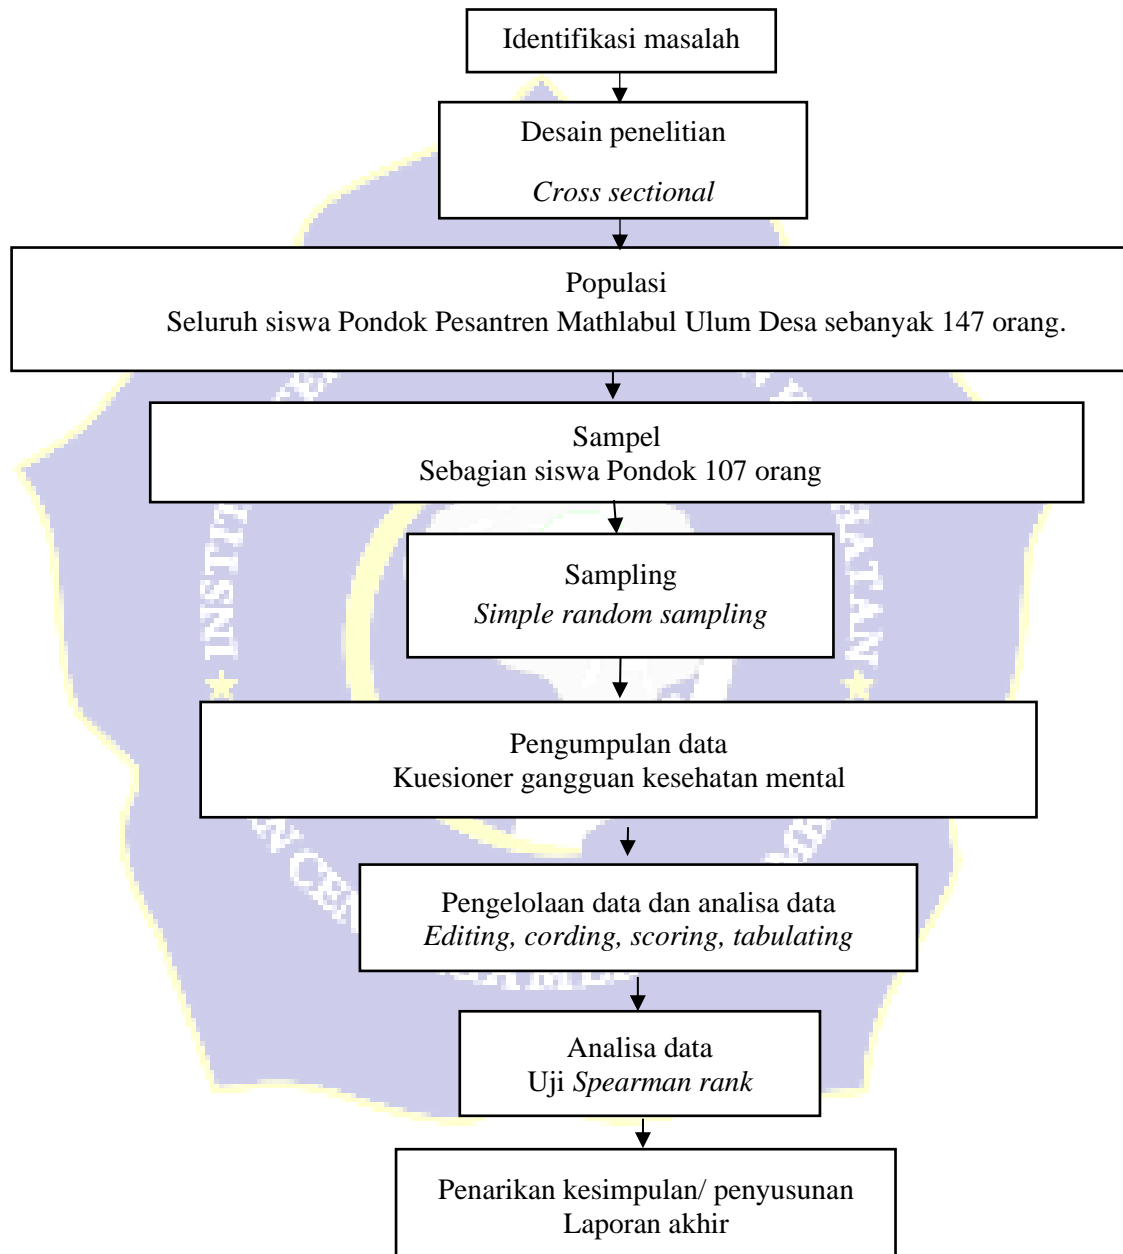 Identifikasi masalah
Desain penelitian
Cross sectional
Populasi
Seluruh siswa Pondok Pesantren Mathlabul Ulum Desa sebanyak 147 orang.
Sampel
Sebagian siswa Pondok 107 orang
Sampling
Simple random sampling
Pengumpulan data
Kuesioner gangguan kesehatan mental
Pengelolaan data dan analisa data
Editing, cording, scoring, tabulating
Analisa data
Uji Spearman rank
Penarikan kesimpulan/ penyusunan
Laporan akhir